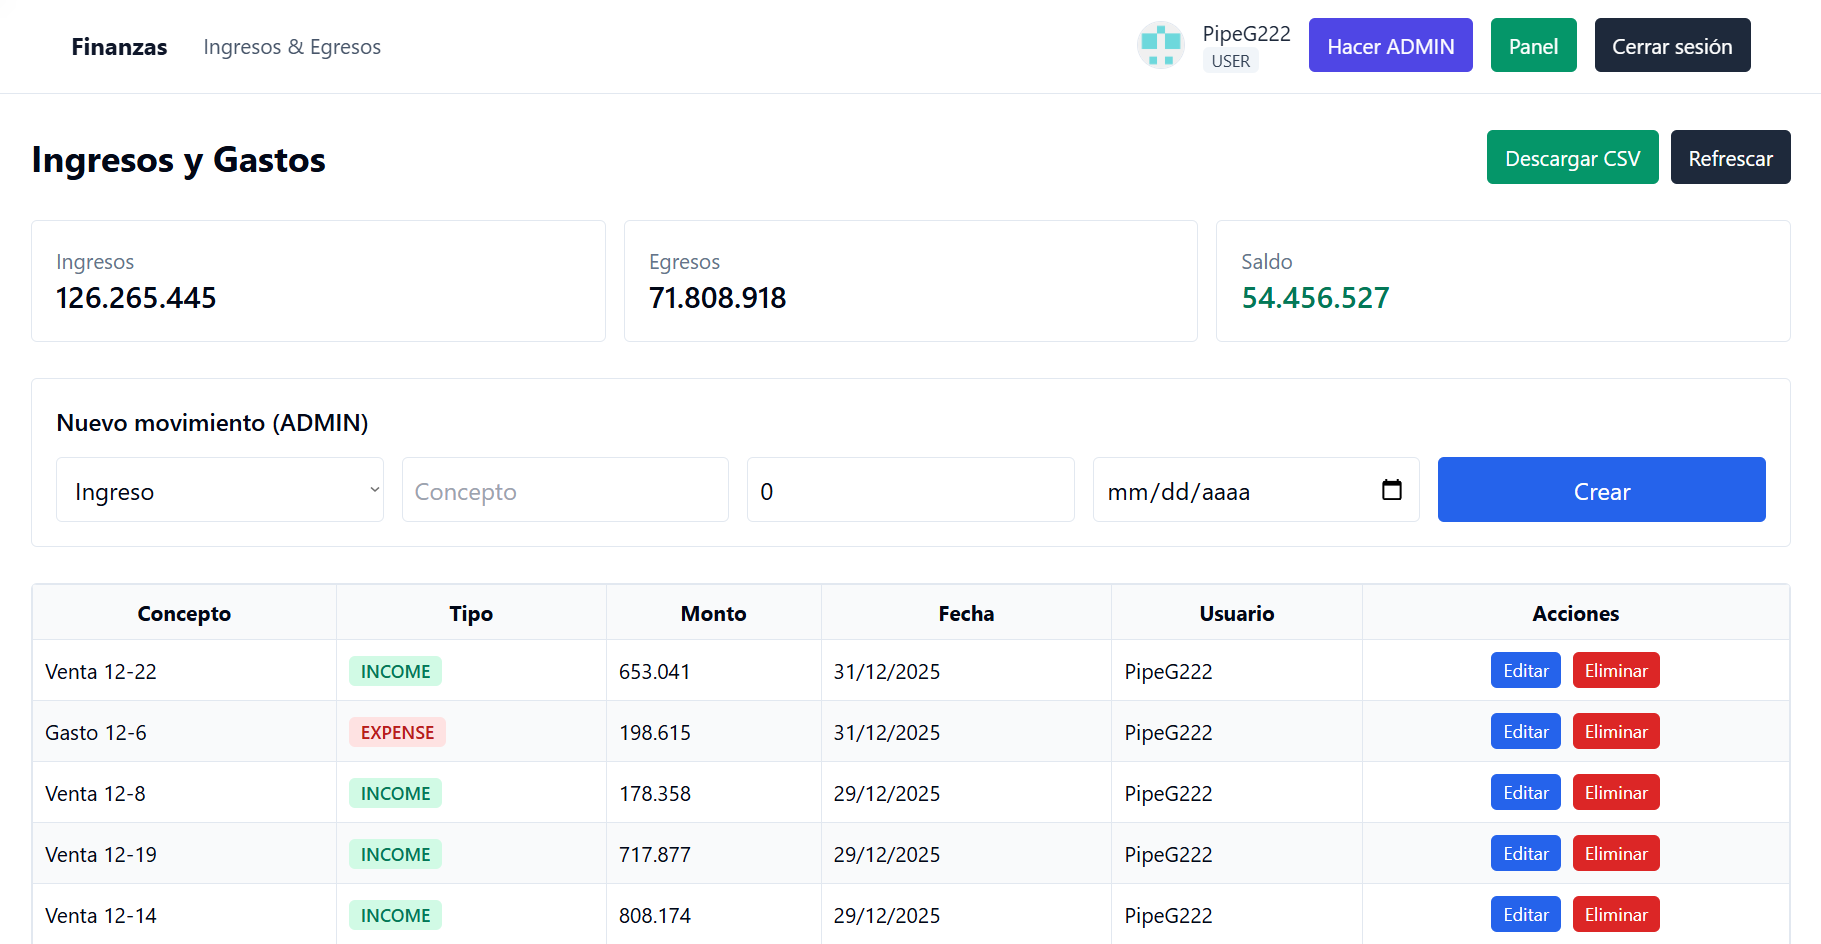 Finanzas
Ingresos & Egresos
PipeG222
USER
Hacer ADMIN
Panel
Cerrar sesión
Ingresos y Gastos
Descargar CSV
Refrescar
Ingresos
126.265.445
Egresos
71.808.918
Saldo
54.456.527
Nuevo movimiento (ADMIN)
Ingreso
Concepto
0
mm/dd/aaaa
Crear
Concepto Tipo Monto Fecha Usuario Acciones
Venta 12-22 INCOME 653.041 31/12/2025 PipeG222 Editar Eliminar
Gasto 12-6 EXPENSE 198.615 31/12/2025 PipeG222 Editar Eliminar
Venta 12-8 INCOME 178.358 29/12/2025 PipeG222 Editar Eliminar
Venta 12-19 INCOME 717.877 29/12/2025 PipeG222 Editar Eliminar
Venta 12-14 INCOME 808.174 29/12/2025 PipeG222 Editar Eliminar